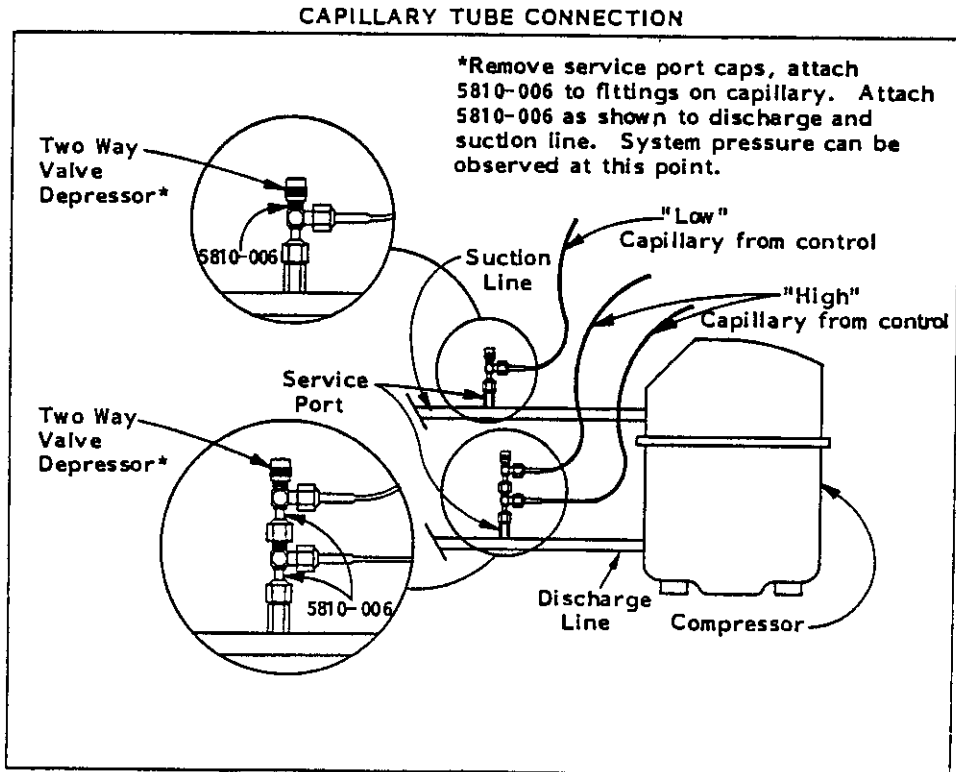 CAPILLARY TUBE CONNECTION
*Remove service port caps, attach
5810-006 to fittings on capillary. Attach
5810-006 as shown to discharge and
suction line. System pressure can be
observed at this point.
Two Way
Valve
Depressor*
5810-006
"Low"
Capillary from control
Suction
Line
"High"
Capillary from control
Service
Port
Two Way
Valve
Depressor*
5810-006
Discharge
Line
Compressor